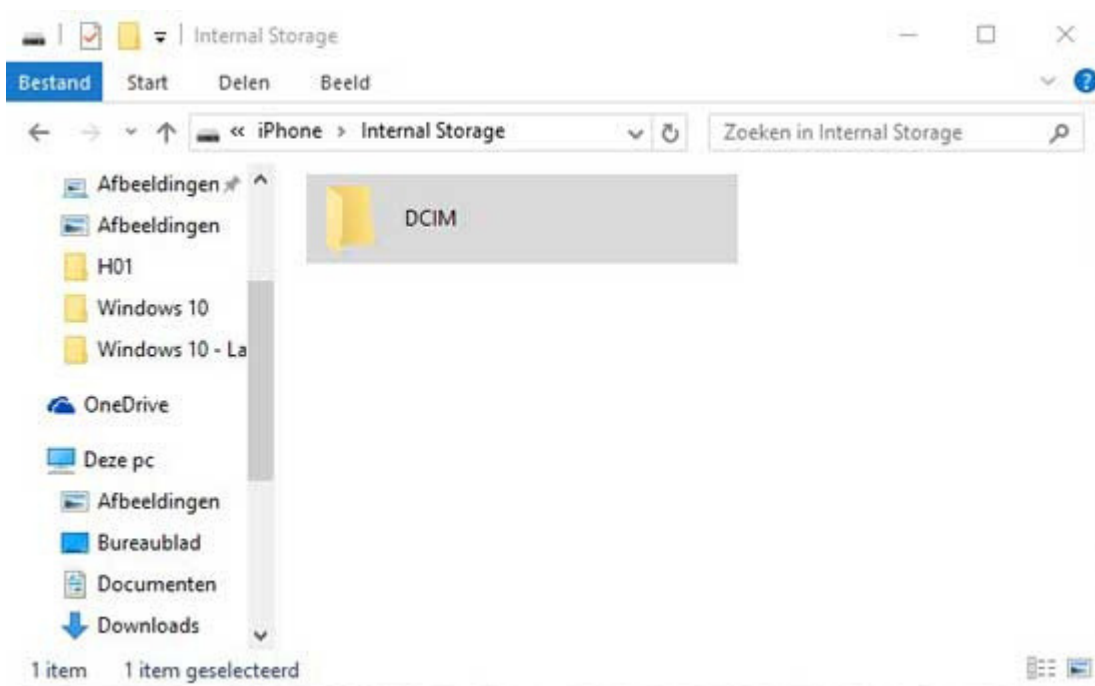 Internal Storage
Bestand Start Delen Beeld
« iPhone > Internal Storage Zoeken in Internal Storage
Afbeeldingen
Afbeeldingen
H01
Windows 10
Windows 10 - La
OneDrive
Deze pc
Afbeeldingen
Bureaublad
Documenten
Downloads
DCIM
1 item 1 item geselecteerd